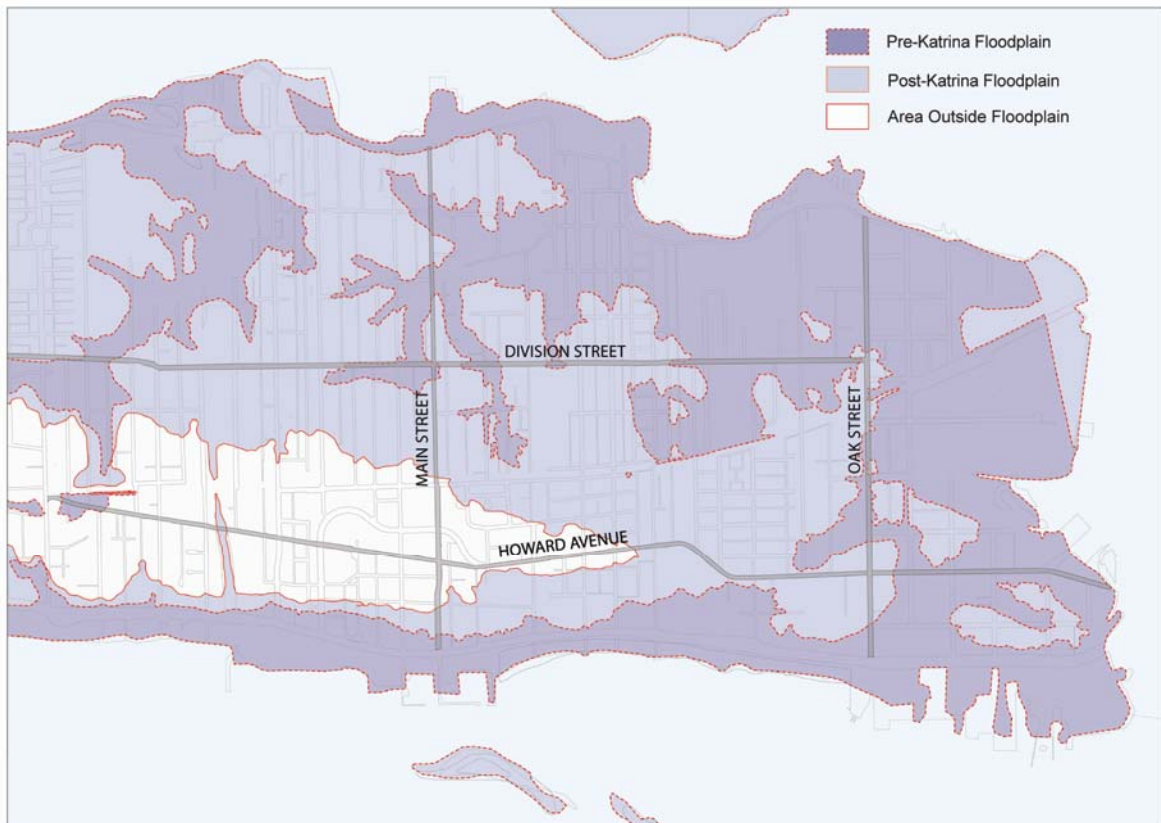 Pre-Katrina Floodplain
Post-Katrina Floodplain
Area Outside Floodplain
DIVISION STREET
MAIN STREET
OAK STREET
HOWARD AVENUE